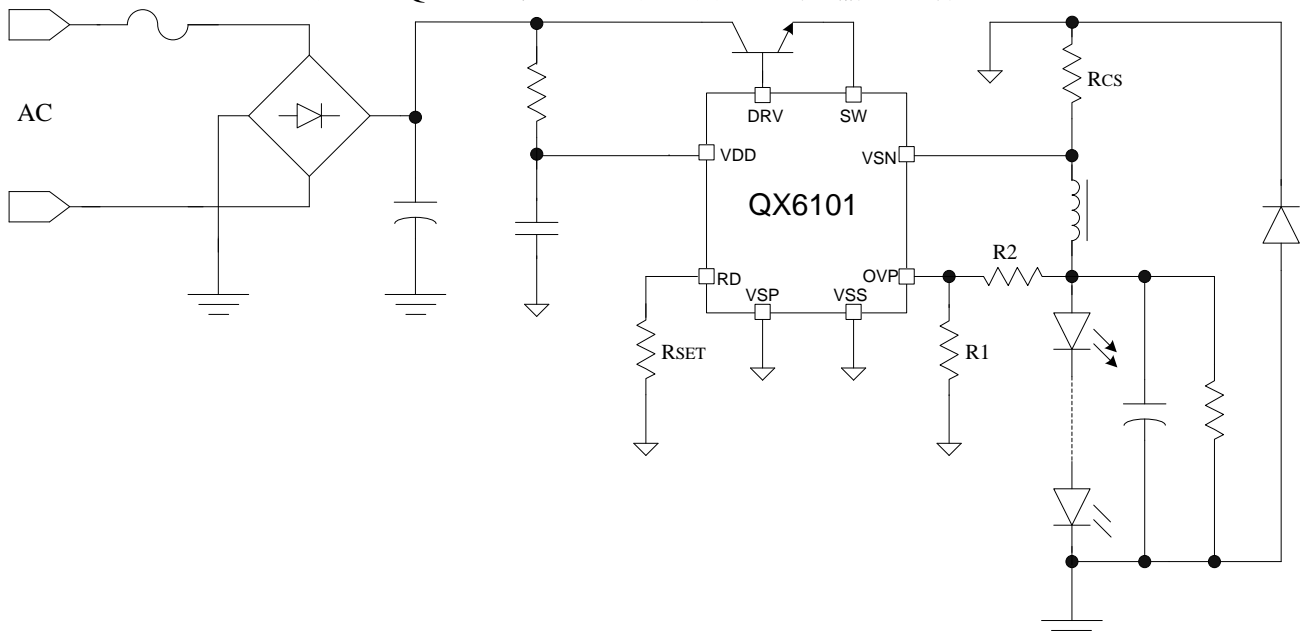 AC
RCS
DRV
SW
VDD
VSN
QX6101
R2
RD
OVP
VSP
VSS
RSET
R1